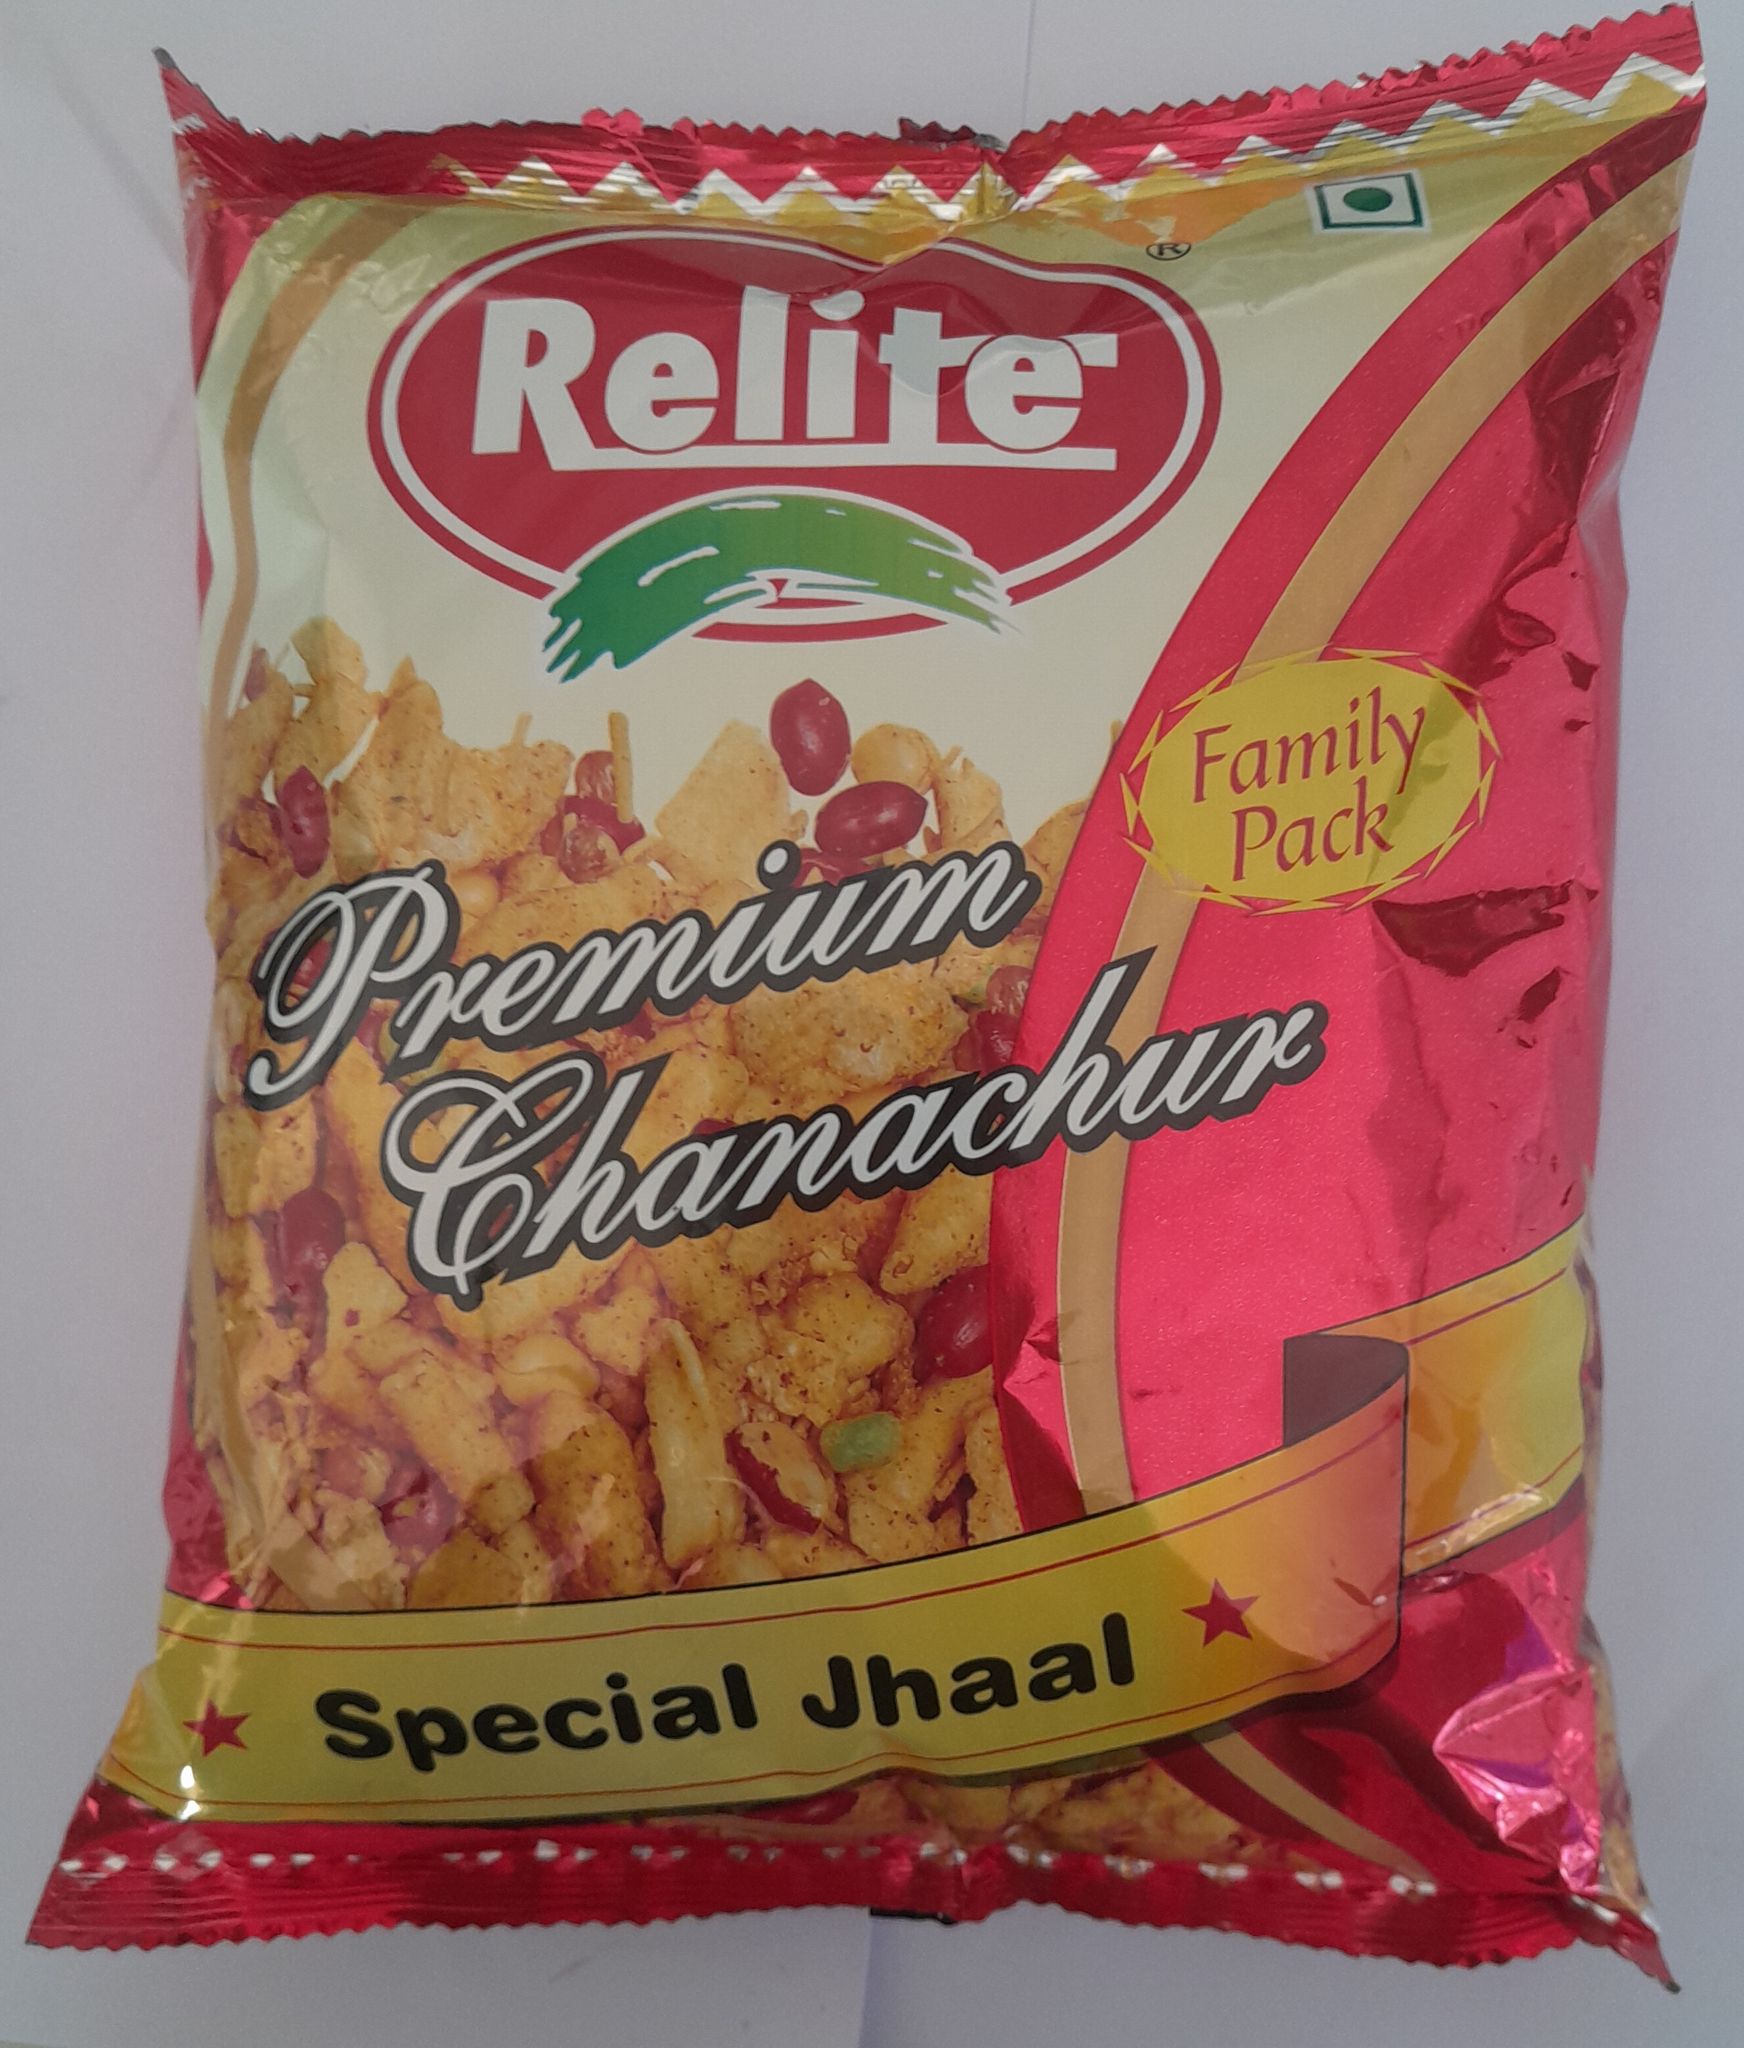 Relite
®
Family
Pack
Premium
Chanachur
Special Jhaal